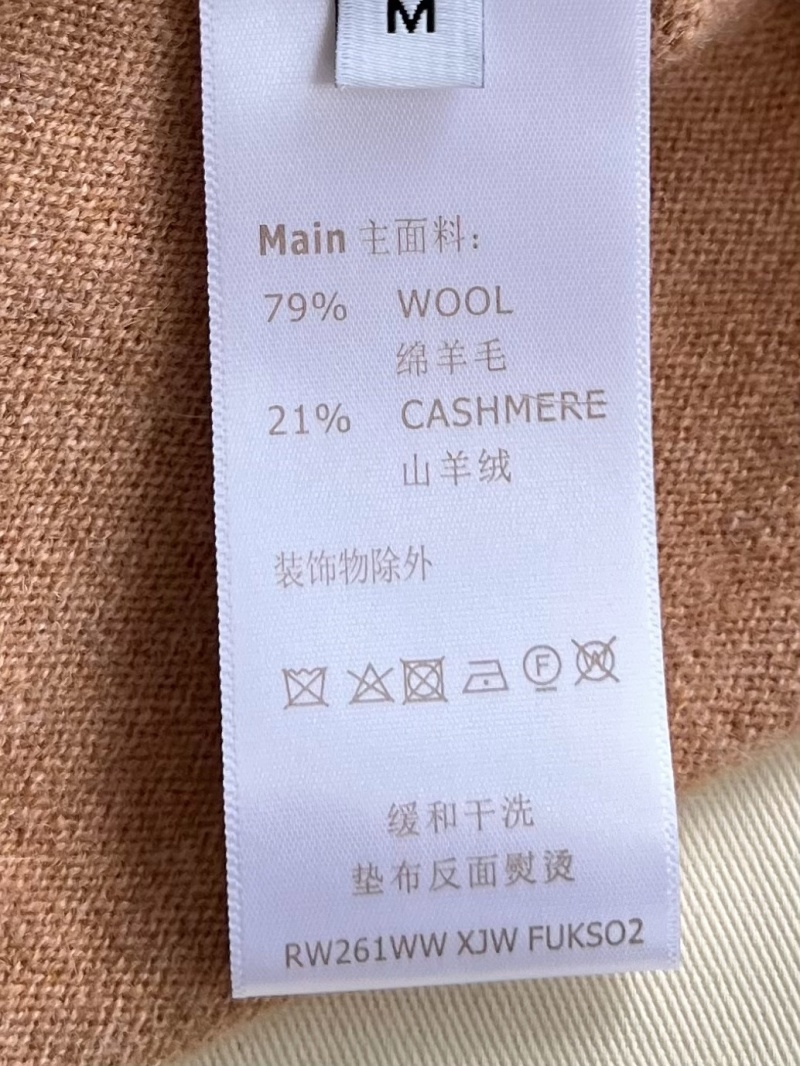 M
Main 主面料:
79% WOOL
绵羊毛
21% CASHMERE
山羊绒
装饰物除外
F W
缓和干洗
垫布反面熨烫
RW261WW XJW FUKSO2